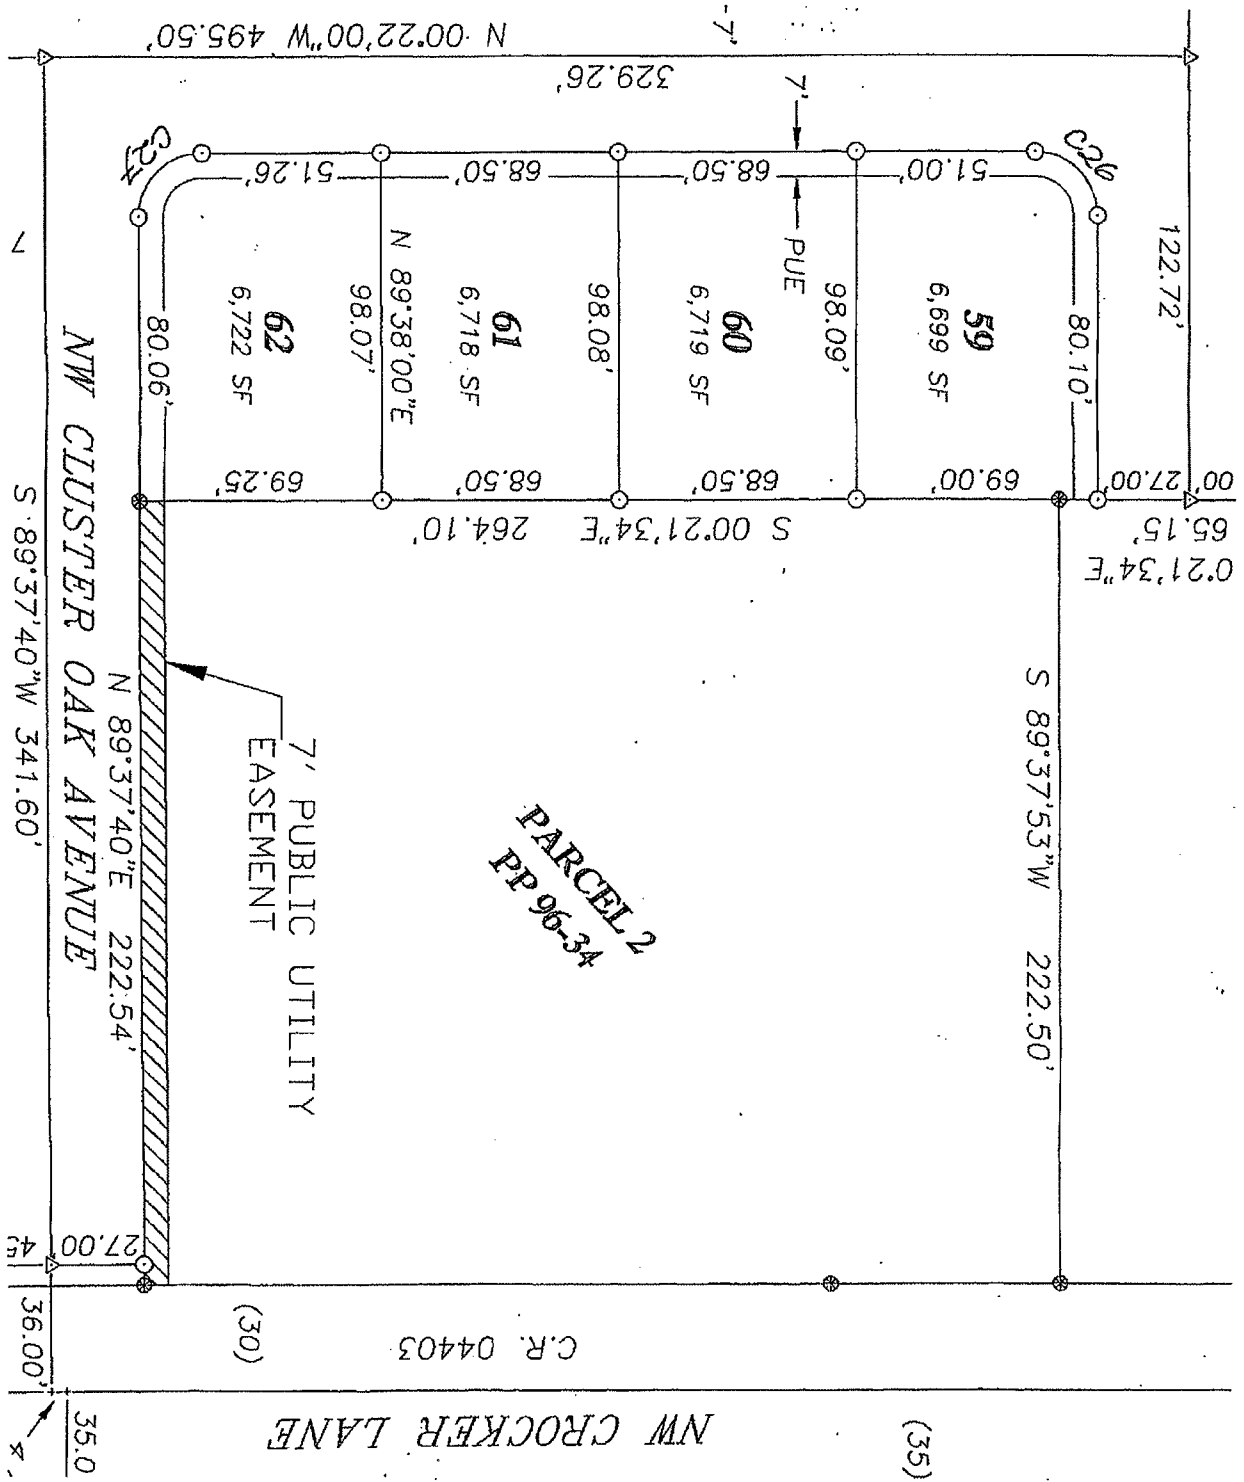 N 00°22'00"W 495.50'
329.26'
7'
7'
C27
51.26'
68.50'
68.50'
51.00'
C26
PUE
122.72'
80.06'
62
6,722 SF
98.07'
N 89°38'00"E
61
6,718 SF
98.08'
60
6,719 SF
98.09'
59
6,699 SF
80.10'
69.25'
68.50'
68.50'
69.00'
27.00'
00'
S 00°21'34"E 264.10'
65.15'
0°21'34"E
7
NW CLUSTER OAK AVENUE
S 89°37'40"W 341.60'
N 89°37'40"E 222.54'
7' PUBLIC UTILITY
EASEMENT
PARCEL 2
PP 96-34
S 89°37'53"W 222.50'
27.00
45
36.00'
(30)
C.R. 04403
NW CROCKER LANE
(35)
35.0